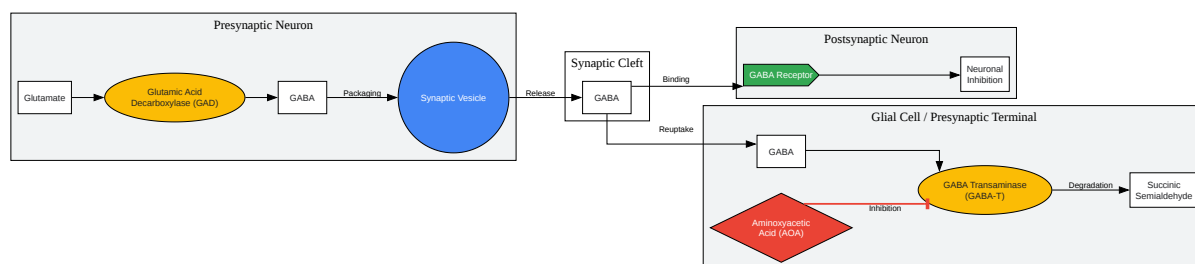 Presynaptic Neuron
Glutamate
Glutamic Acid
Decarboxylase (GAD)
GABA
Packaging
Synaptic Vesicle
Release
Synaptic Cleft
GABA
Binding
Reuptake
Postsynaptic Neuron
GABA Receptor
Neuronal
Inhibition
Glial Cell / Presynaptic Terminal
GABA
GABA Transaminase
(GABA-T)
Degradation
Succinic
Semialdehyde
Aminoxyacetic
Acid (AOA)
Inhibition